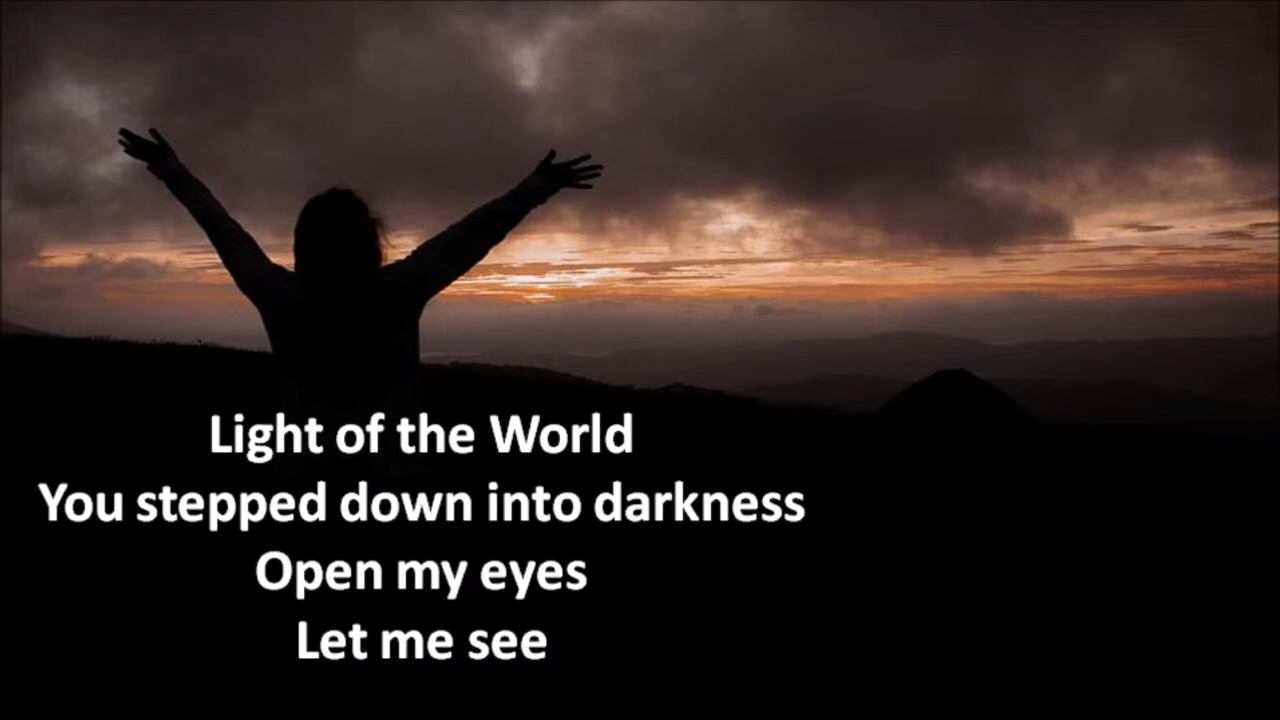 Light of the World
You stepped down into darkness
Open my eyes
Let me see